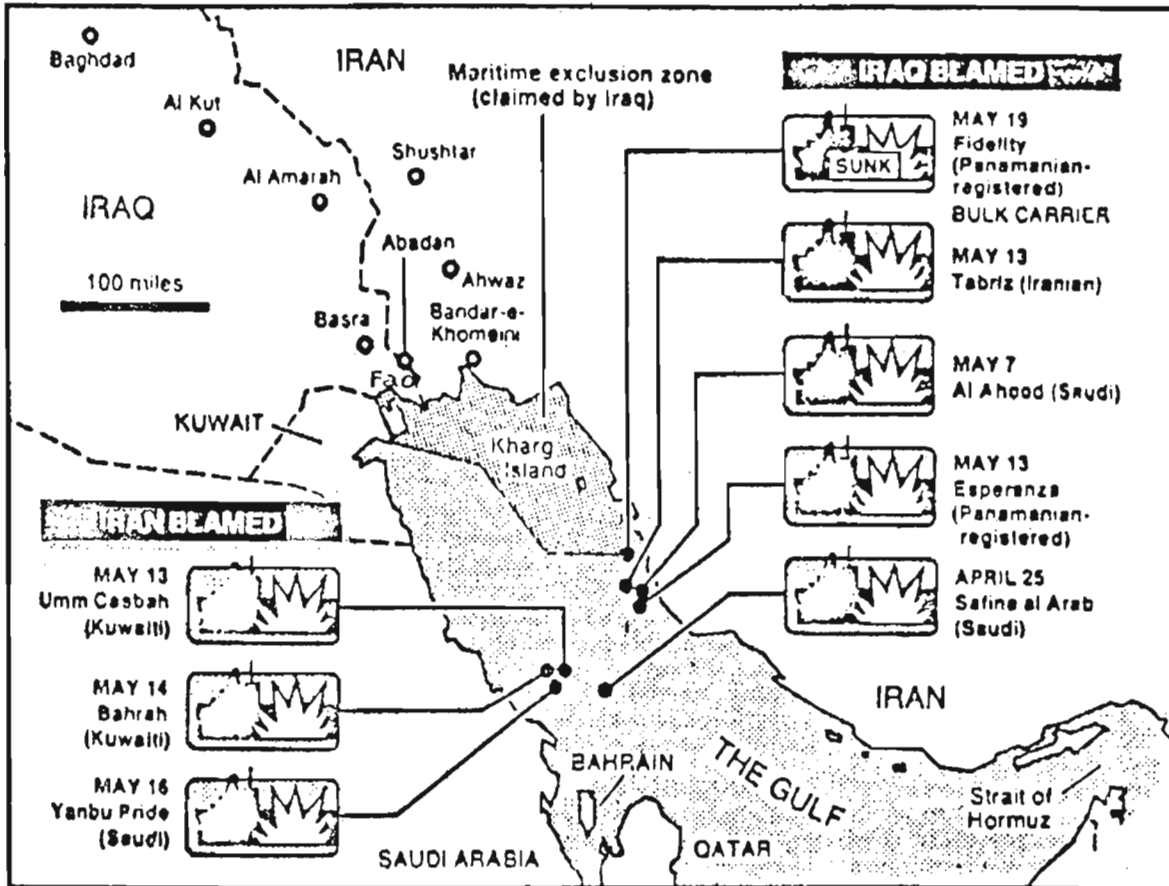 Baghdad
IRAN
Al Kut
Shushtar
Al Amarah
IRAQ
Abadan
100 miles
Ahwaz
Basra
Bandar-e-
Khomeini
Fao
KUWAIT
Maritime exclusion zone
(claimed by Iraq)
Kharg
Island
IRAQ BLAMED
SUNK
MAY 19
Fidelity
(Panamanian-
registered)
BULK CARRIER
MAY 13
Tabriz (Iranian)
MAY 7
Al Ahood (Saudi)
MAY 13
Esperanza
(Panamanian-
registered)
APRIL 25
Safina al Arab
(Saudi)
IRAN BLAMED
MAY 13
Umm Casbah
(Kuwaiti)
MAY 14
Bahrah
(Kuwaiti)
MAY 16
Yanbu Pride
(Saudi)
IRAN
BAHRAIN
THE GULF
Strait of
Hormuz
SAUDI ARABIA
QATAR